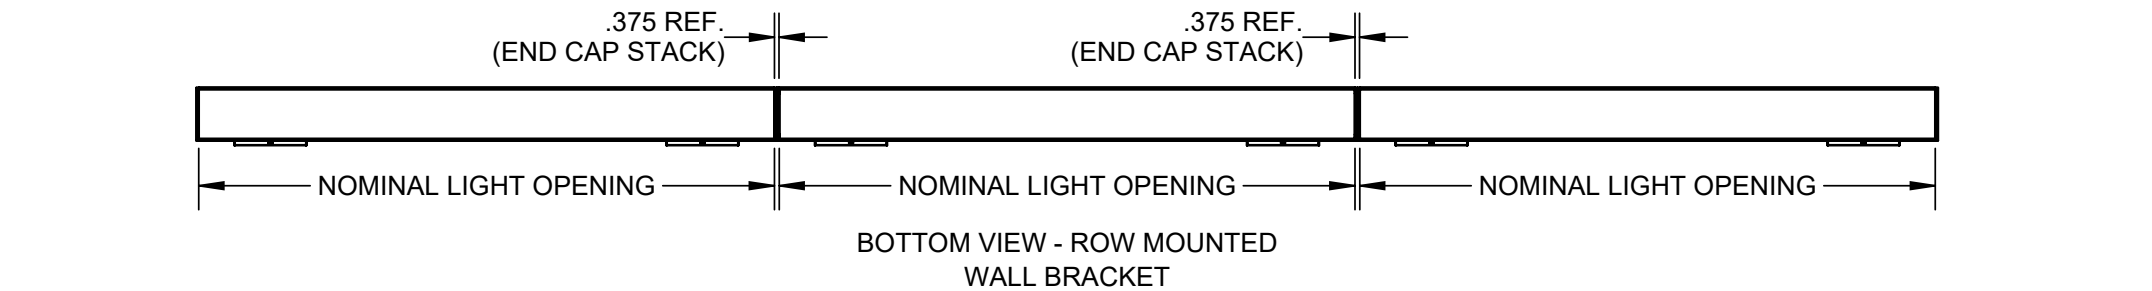 .375 REF.
(END CAP STACK)
.375 REF.
(END CAP STACK)
NOMINAL LIGHT OPENING
NOMINAL LIGHT OPENING
NOMINAL LIGHT OPENING
BOTTOM VIEW - ROW MOUNTED
WALL BRACKET